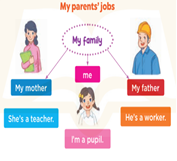 My parents' jobs
My family
me
My mother
My father
She's a teacher.
He's a worker.
I'm a pupil.